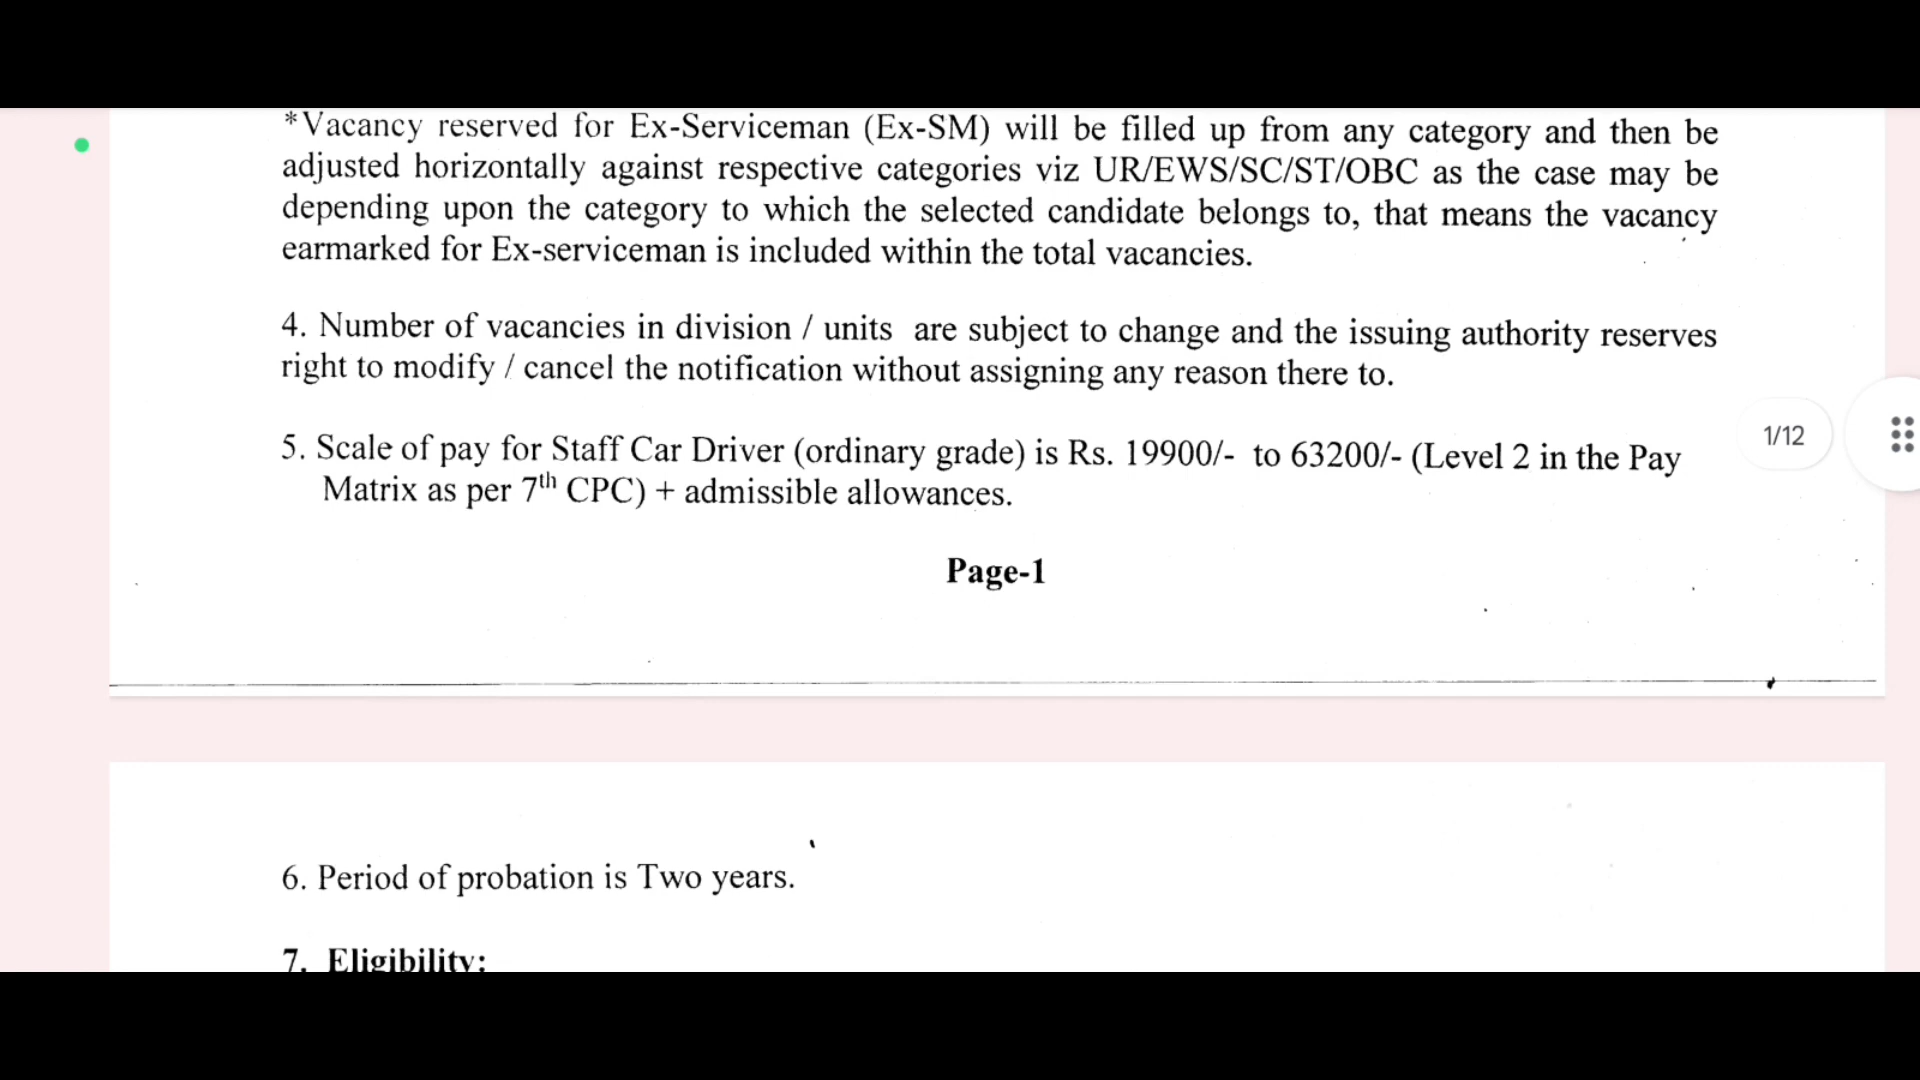 *Vacancy reserved for Ex-Serviceman (Ex-SM) will be filled up from any category and then be
adjusted horizontally against respective categories viz UR/EWS/SC/ST/OBC as the case may be
depending upon the category to which the selected candidate belongs to, that means the vacancy
earmarked for Ex-serviceman is included within the total vacancies.
4. Number of vacancies in division / units are subject to change and the issuing authority reserves
right to modify / cancel the notification without assigning any reason there to.
5. Scale of pay for Staff Car Driver (ordinary grade) is Rs. 19900/- to 63200/- (Level 2 in the Pay
Matrix as per 7th CPC) + admissible allowances.
1/12
Page-1
6. Period of probation is Two years.
7. Eligibility: